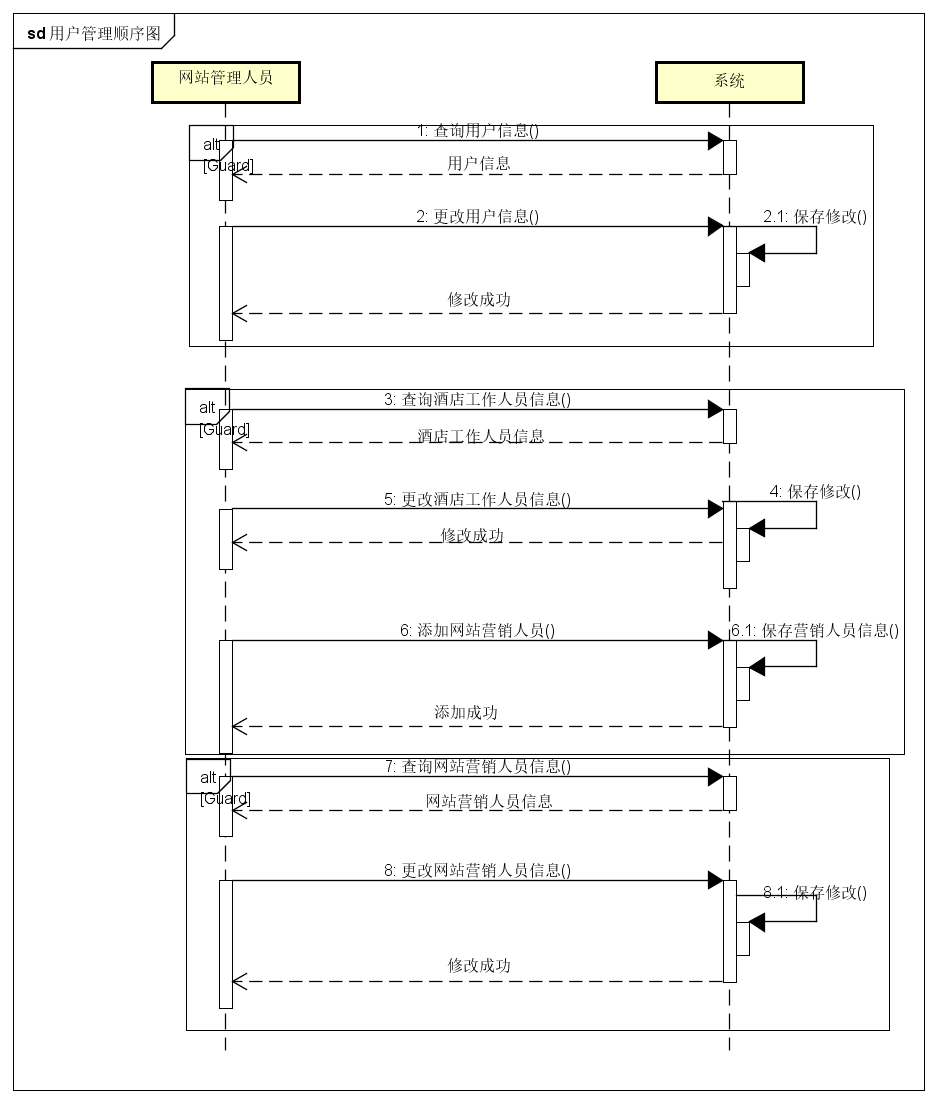 sd 用户管理顺序图
网站管理人员
系统
alt
[Guard]
1: 查询用户信息()
用户信息
2: 更改用户信息()
2.1: 保存修改()
修改成功
alt
[Guard]
3: 查询酒店工作人员信息()
酒店工作人员信息
4: 保存修改()
5: 更改酒店工作人员信息()
修改成功
6: 添加网站营销人员()
6.1: 保存营销人员信息()
添加成功
alt
[Guard]
7: 查询网站营销人员信息()
网站营销人员信息
8: 更改网站营销人员信息()
8.1: 保存修改()
修改成功